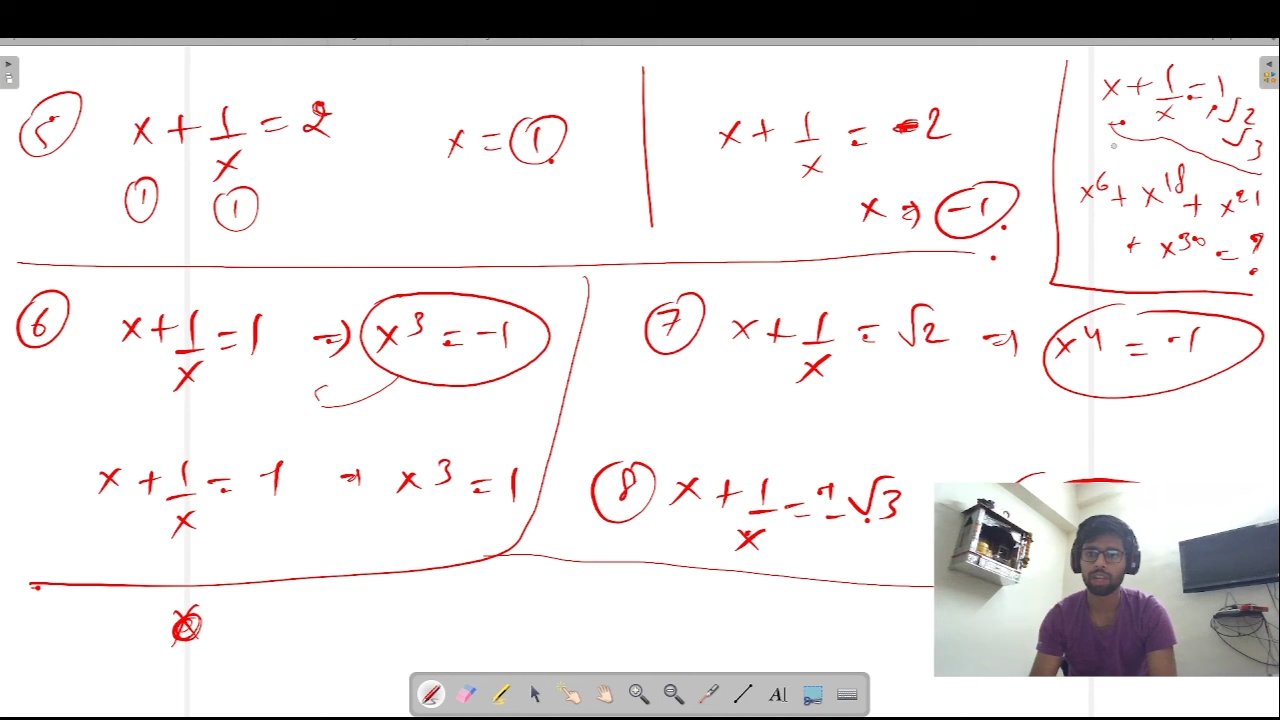 ⑤ x + 1/x = 2
x = 1
1 1
x + 1/x = -2
x ⇒ -1
x + 1/x = 1, √2
√3
x^6 + x^18 + x^21
+ x^30 = ?
⑥ x + 1/x = 1 ⇒ x^3 = -1
x + 1/x = -1 ⇒ x^3 = 1
⑦ x + 1/x = √2 ⇒ x^4 = -1
⑧ x + 1/x = ±√3
AI